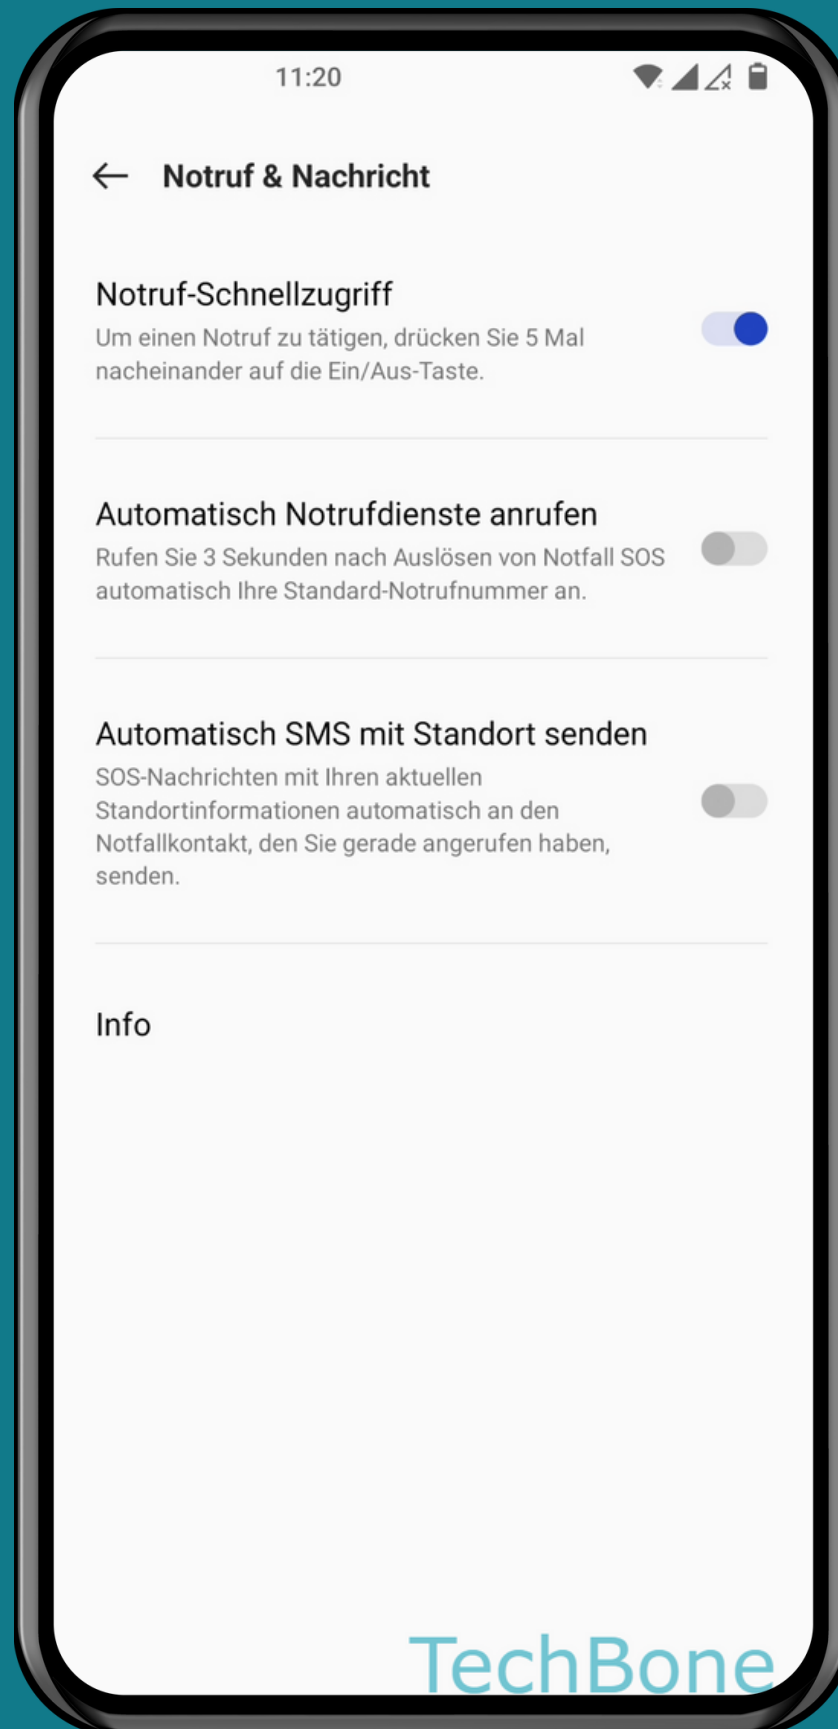 11:20
Notruf & Nachricht
Notruf-Schnellzugriff
Um einen Notruf zu tätigen, drücken Sie 5 Mal
nacheinander auf die Ein/Aus-Taste.
Automatisch Notrufdienste anrufen
Rufen Sie 3 Sekunden nach Auslösen von Notfall SOS
automatisch Ihre Standard-Notrufnummer an.
Automatisch SMS mit Standort senden
SOS-Nachrichten mit Ihren aktuellen
Standortinformationen automatisch an den
Notfallkontakt, den Sie gerade angerufen haben,
senden.
Info
TechBone